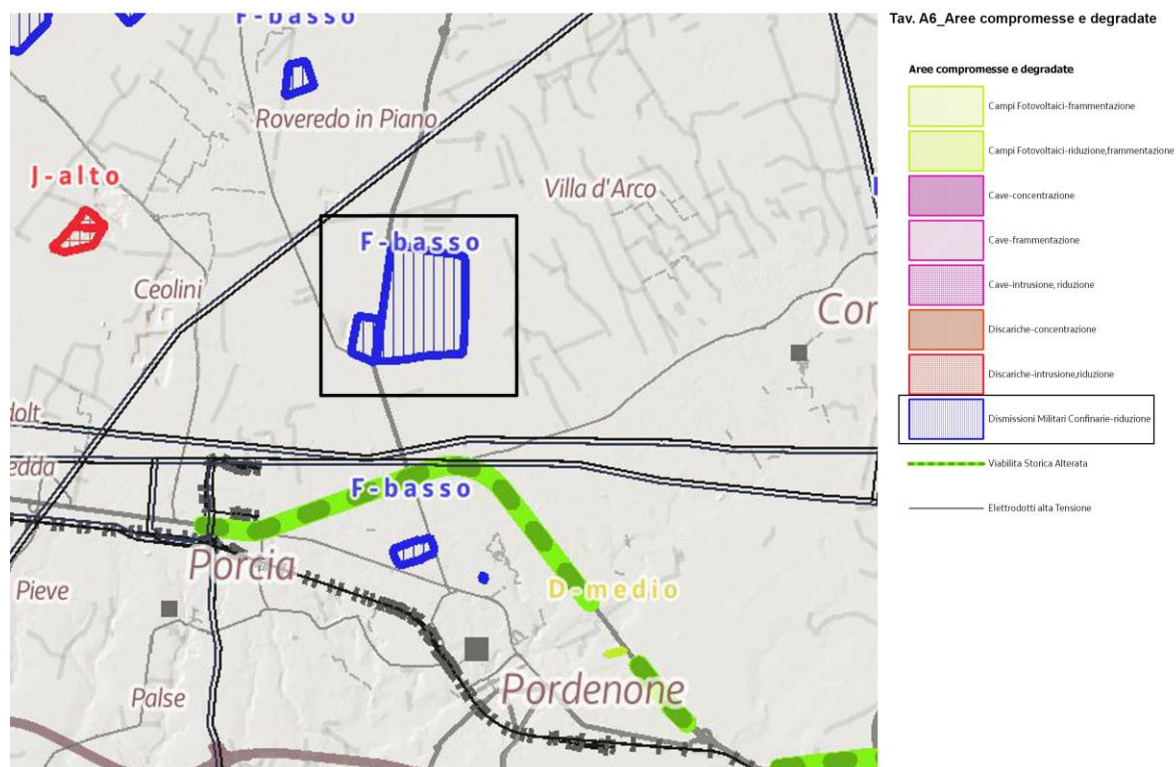 Tav. A6_Aree compromesse e degradate
F-basso
Roveredo in Piano
J-alto
Villa d'Arco
F-basso
Ceolini
Cor
dolt
edda
F-basso
Porcia
Pieve
D-medio
Palse
Pordenone
Aree compromesse e degradate
Campi Fotovoltaici-frammentazione
Campi Fotovoltaici-riduzione,frammentazione
Cave-concentrazione
Cave-frammentazione
Cave-intrusione, riduzione
Discariche-concentrazione
Discariche-intrusione,riduzione
Dismissioni Militari Confinarie-riduzione
Viabilita Storica Alterata
Elettrodotti alta Tensione